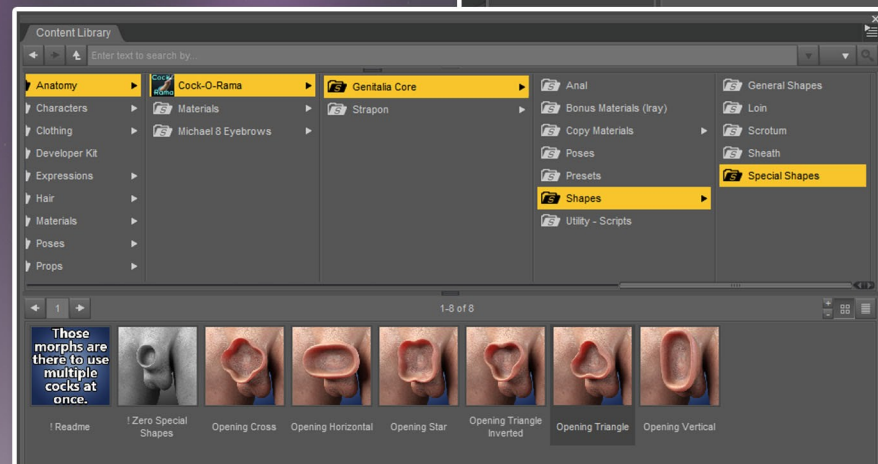 Content Library
Enter text to search by...
Anatomy
Characters
Clothing
Developer Kit
Expressions
Hair
Materials
Poses
Props
Cock-O-Rama
Materials
Michael 8 Eyebrows
Genitalia Core
Strapon
Anal
Bonus Materials (Iray)
Copy Materials
Poses
Presets
Shapes
Utility - Scripts
General Shapes
Loin
Scrotum
Sheath
Special Shapes
1
1-8 of 8
Those
morphs are
there to use
multiple
cocks at
once.
! Readme
! Zero Special
Shapes
Opening Cross
Opening Horizontal
Opening Star
Opening Triangle
Inverted
Opening Triangle
Opening Vertical